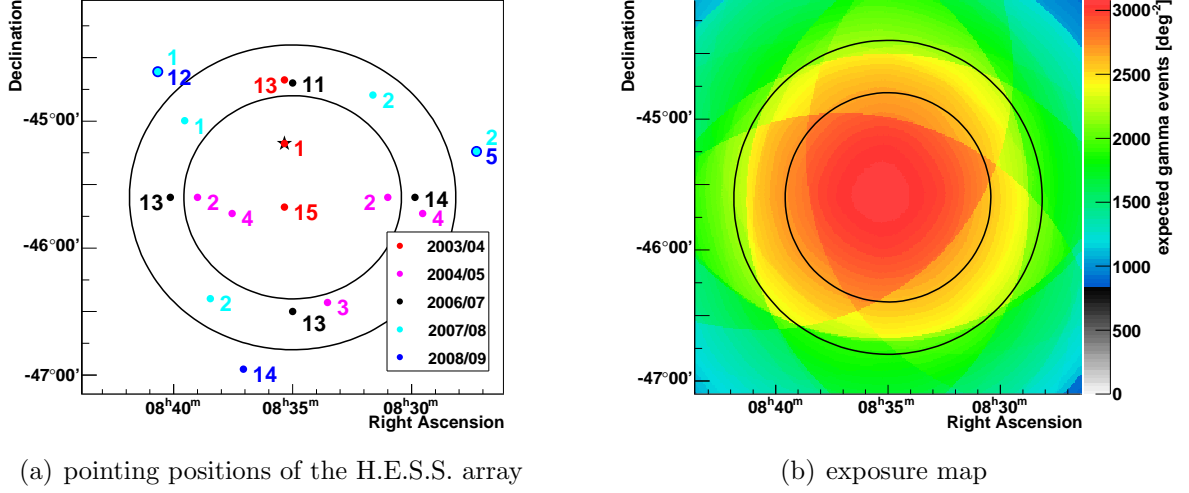 Declination
-45°00'
-46°00'
-47°00'
1
12
13
11
2
1
2
5
1
13
2
4
15
2
14
4
2
3
13
14
2003/04
2004/05
2006/07
2007/08
2008/09
08ʰ40ᵐ
08ʰ35ᵐ
08ʰ30ᵐ
Right Ascension
(a) pointing positions of the H.E.S.S. array
Declination
-45°00'
-46°00'
-47°00'
08ʰ40ᵐ
08ʰ35ᵐ
08ʰ30ᵐ
Right Ascension
3000
2500
2000
1500
1000
500
0
expected gamma events [deg⁻²]
(b) exposure map